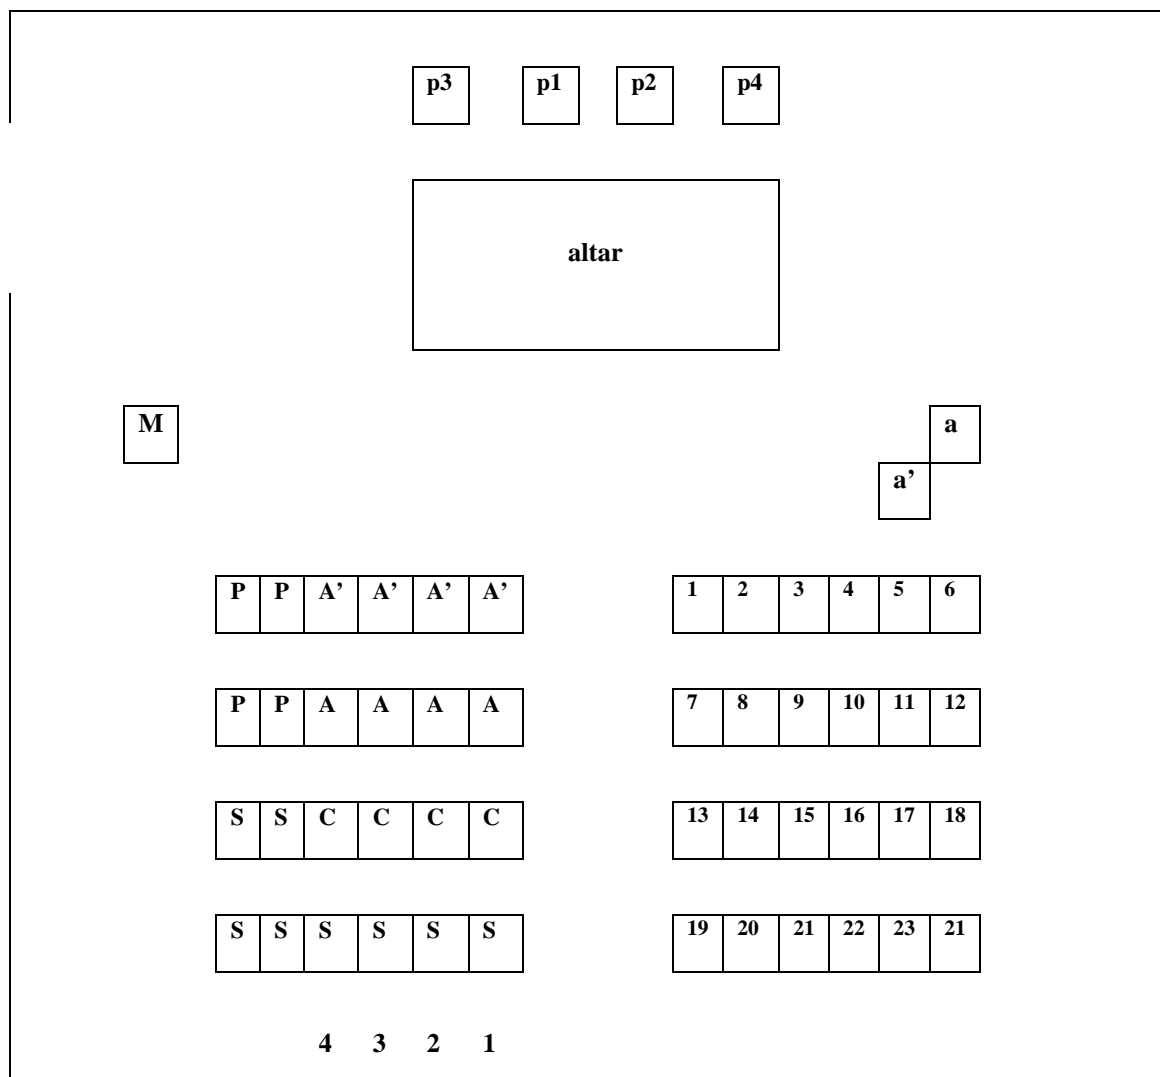 p3 p1 p2 p4
altar
M a
a’
P P A’ A’ A’ A’ 1 2 3 4 5 6
P P A A A A 7 8 9 10 11 12
S S C C C C 13 14 15 16 17 18
S S S S S S 19 20 21 22 23 21
4 3 2 1